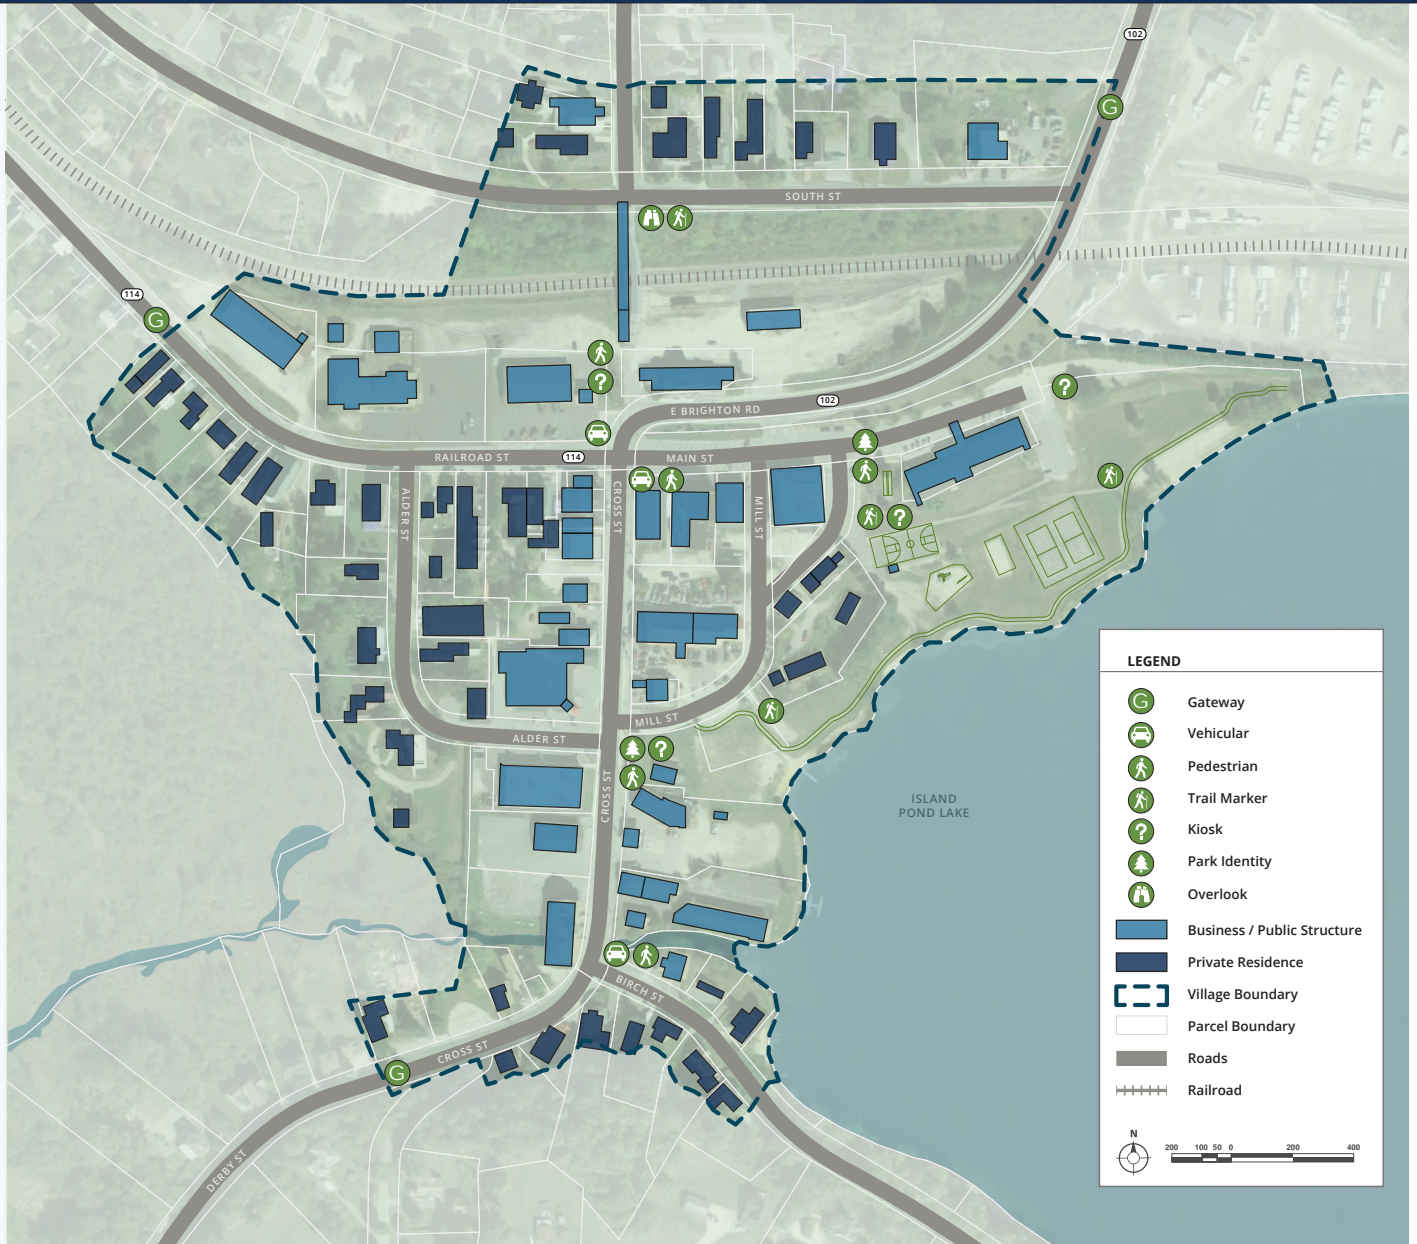 102
G
SOUTH ST
114
G
102
E BRIGHTON RD
?
?
RAILROAD ST
114
MAIN ST
ALDER ST
CROSS ST
MILL ST
?
MILL ST
ALDER ST
?
CROSS ST
ISLAND
POND LAKE
BIRCH ST
CROSS ST
G
DERBY ST
LEGEND
G Gateway
Vehicular
Pedestrian
Trail Marker
? Kiosk
Park Identity
Overlook
Business / Public Structure
Private Residence
Village Boundary
Parcel Boundary
Roads
Railroad
N
200 100 50 0 200 400